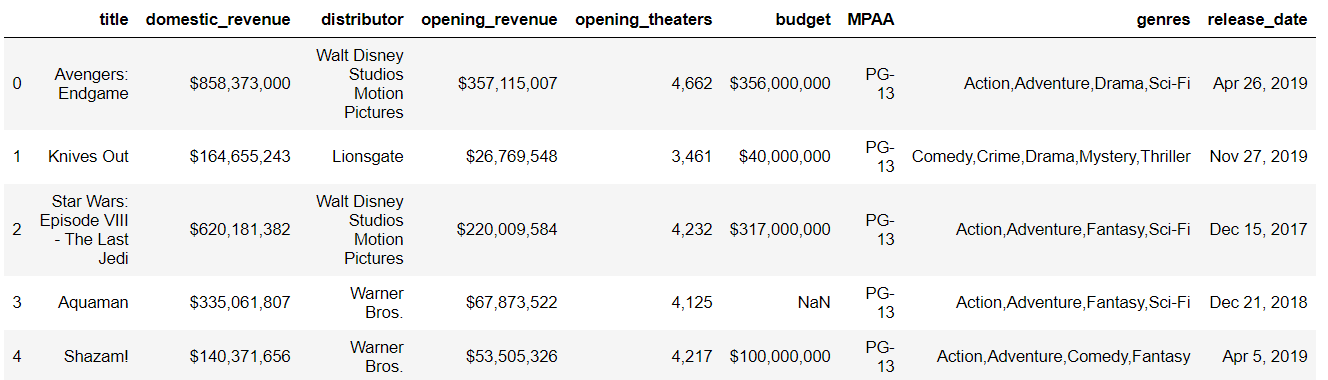 title domestic_revenue distributor opening_revenue opening_theaters budget MPAA genres release_date
0 Avengers: Endgame $858,373,000 Walt Disney Studios Motion Pictures $357,115,007 4,662 $356,000,000 PG-13 Action,Adventure,Drama,Sci-Fi Apr 26, 2019
1 Knives Out $164,655,243 Lionsgate $26,769,548 3,461 $40,000,000 PG-13 Comedy,Crime,Drama,Mystery,Thriller Nov 27, 2019
2 Star Wars: Episode VIII - The Last Jedi $620,181,382 Walt Disney Studios Motion Pictures $220,009,584 4,232 $317,000,000 PG-13 Action,Adventure,Fantasy,Sci-Fi Dec 15, 2017
3 Aquaman $335,061,807 Warner Bros. $67,873,522 4,125 NaN PG-13 Action,Adventure,Fantasy,Sci-Fi Dec 21, 2018
4 Shazam! $140,371,656 Warner Bros. $53,505,326 4,217 $100,000,000 PG-13 Action,Adventure,Comedy,Fantasy Apr 5, 2019